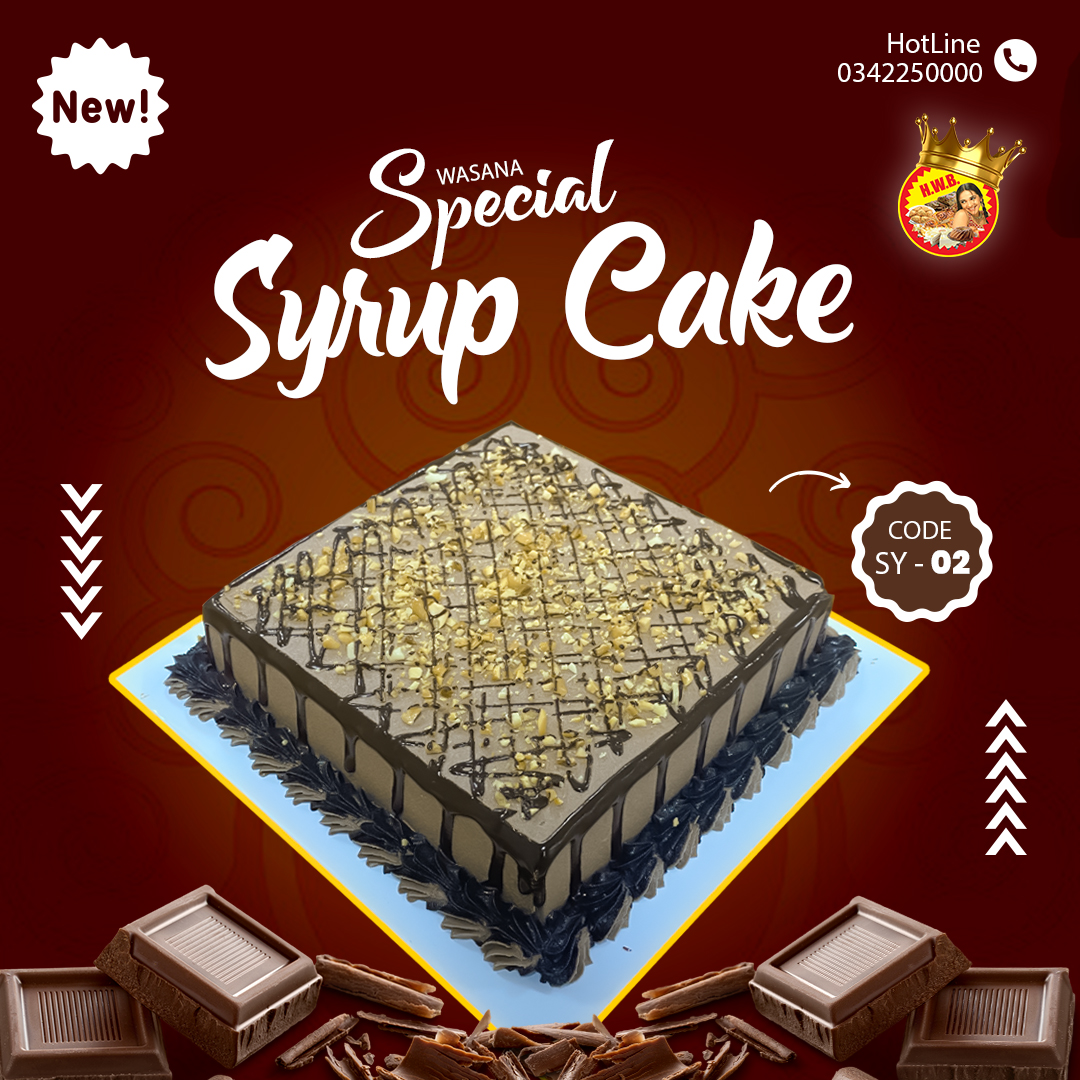 New!
HotLine
0342250000
H.W.B.
WASANA
Special
Syrup Cake
CODE
SY - 02